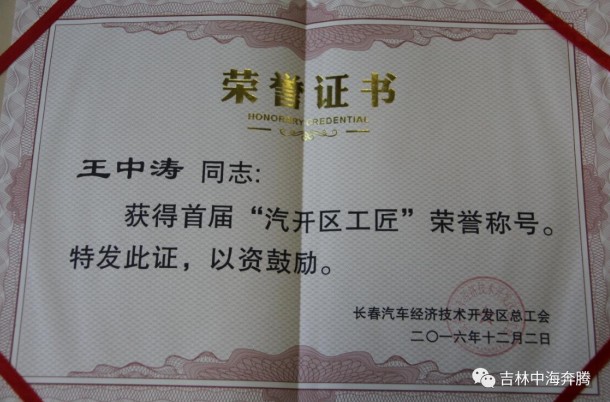 荣誉证书
HONORARY CREDENTIAL
王中涛 同志：
获得首届“汽开区工匠”荣誉称号。
特发此证，以资鼓励。
长春汽车经济技术开发区总工会
二〇一六年十二月二日
吉林中海奔腾